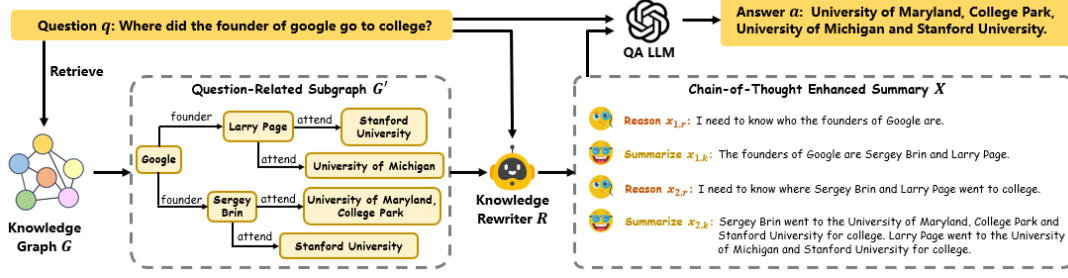 Question q: Where did the founder of google go to college?
Retrieve
Knowledge
Graph G
Question-Related Subgraph G'
Google
founder
Larry Page
attend
Stanford
University
attend
University of Michigan
founder
Sergey
Brin
attend
University of Maryland,
College Park
attend
Stanford University
Knowledge
Rewriter R
QA LLM
Answer a: University of Maryland, College Park,
University of Michigan and Stanford University.
Chain-of-Thought Enhanced Summary X
Reason x1,r: I need to know who the founders of Google are.
Summarize x1,k: The founders of Google are Sergey Brin and Larry Page.
Reason x2,r: I need to know where Sergey Brin and Larry Page went to college.
Summarize x2,k: Sergey Brin went to the University of Maryland, College Park and
Stanford University for college. Larry Page went to the University
of Michigan and Stanford University for college.